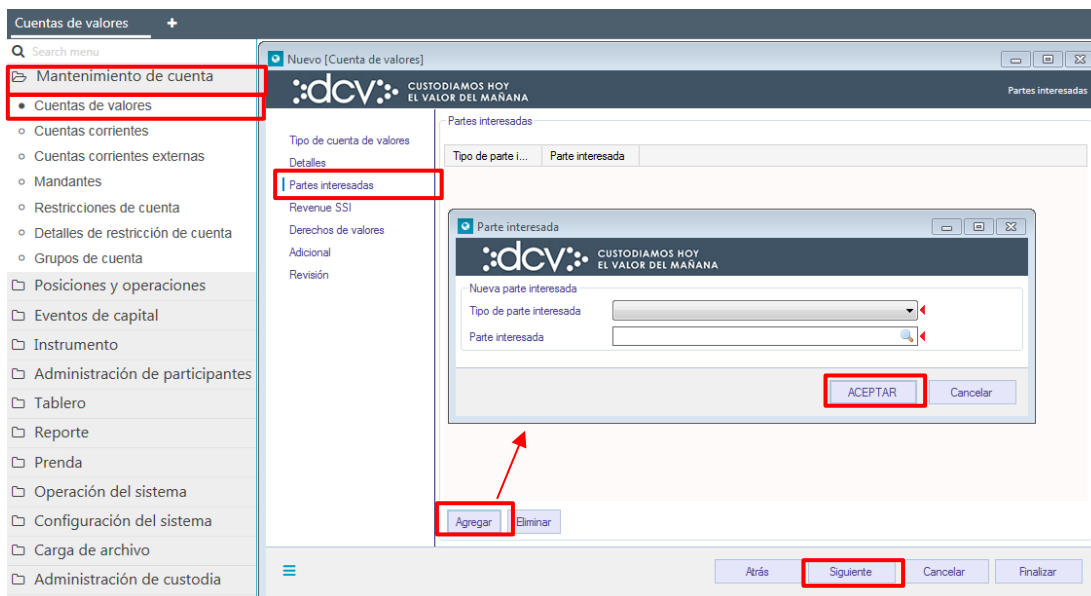 Cuentas de valores +
Search menu
Mantenimiento de cuenta
Cuentas de valores
Cuentas corrientes
Cuentas corrientes externas
Mandantes
Restricciones de cuenta
Detalles de restricción de cuenta
Grupos de cuenta
Posiciones y operaciones
Eventos de capital
Instrumento
Administración de participantes
Tablero
Reporte
Prenda
Operación del sistema
Configuración del sistema
Carga de archivo
Administración de custodia
Nuevo [Cuenta de valores]
dcv CUSTODIAMOS HOY
EL VALOR DEL MAÑANA
Partes interesadas
Tipo de cuenta de valores
Detalles
Partes interesadas
Revenue SSI
Derechos de valores
Adicional
Revisión
Partes interesadas
Tipo de parte i... Parte interesada
Parte interesada
dcv CUSTODIAMOS HOY
EL VALOR DEL MAÑANA
Nueva parte interesada
Tipo de parte interesada
Parte interesada
ACEPTAR Cancelar
Agregar Eliminar
Atrás Siguiente Cancelar Finalizar